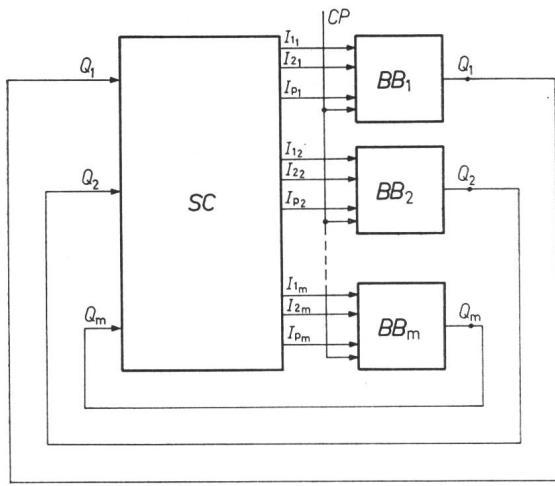 CP
I₁₁
Q₁
I₂₁
BB₁
Q₁
Iₚ₁
I₁₂
Q₂
I₂₂
BB₂
Q₂
SC
Iₚ₂
I₁ₘ
Qₘ
I₂ₘ
BBₘ
Qₘ
Iₚₘ